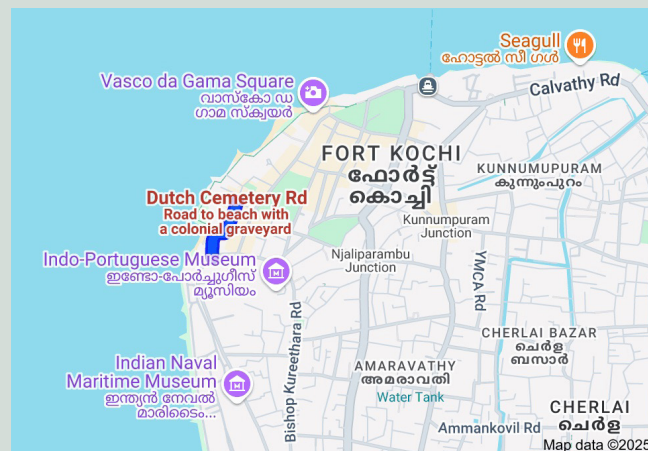 Seagull
ഹോട്ടൽ സീ ഗൾ
Calvathy Rd
Vasco da Gama Square
വാസ്കോ ഡ
ഗാമ സ്ക്വയർ
FORT KOCHI
ഫോർട്ട്
കൊച്ചി
KUNNUMUPURAM
കുന്നുംപുറം
Dutch Cemetery Rd
Road to beach with
a colonial graveyard
Kunnumpuram
Junction
Njaliparambu
Junction
Indo-Portuguese Museum
ഇന്തോ-പോർച്ചുഗീസ്
മ്യൂസിയം
YMCA Rd
Bishop Kureethara Rd
CHERLAI BAZAR
ചെർള
ബസാർ
Indian Naval
Maritime Museum
ഇന്ത്യൻ നേവൽ
മാരിടൈം...
AMARAVATHY
അമരാവതി
Water Tank
CHERLAI
ചെർള
Ammankovil Rd
Map data ©2025